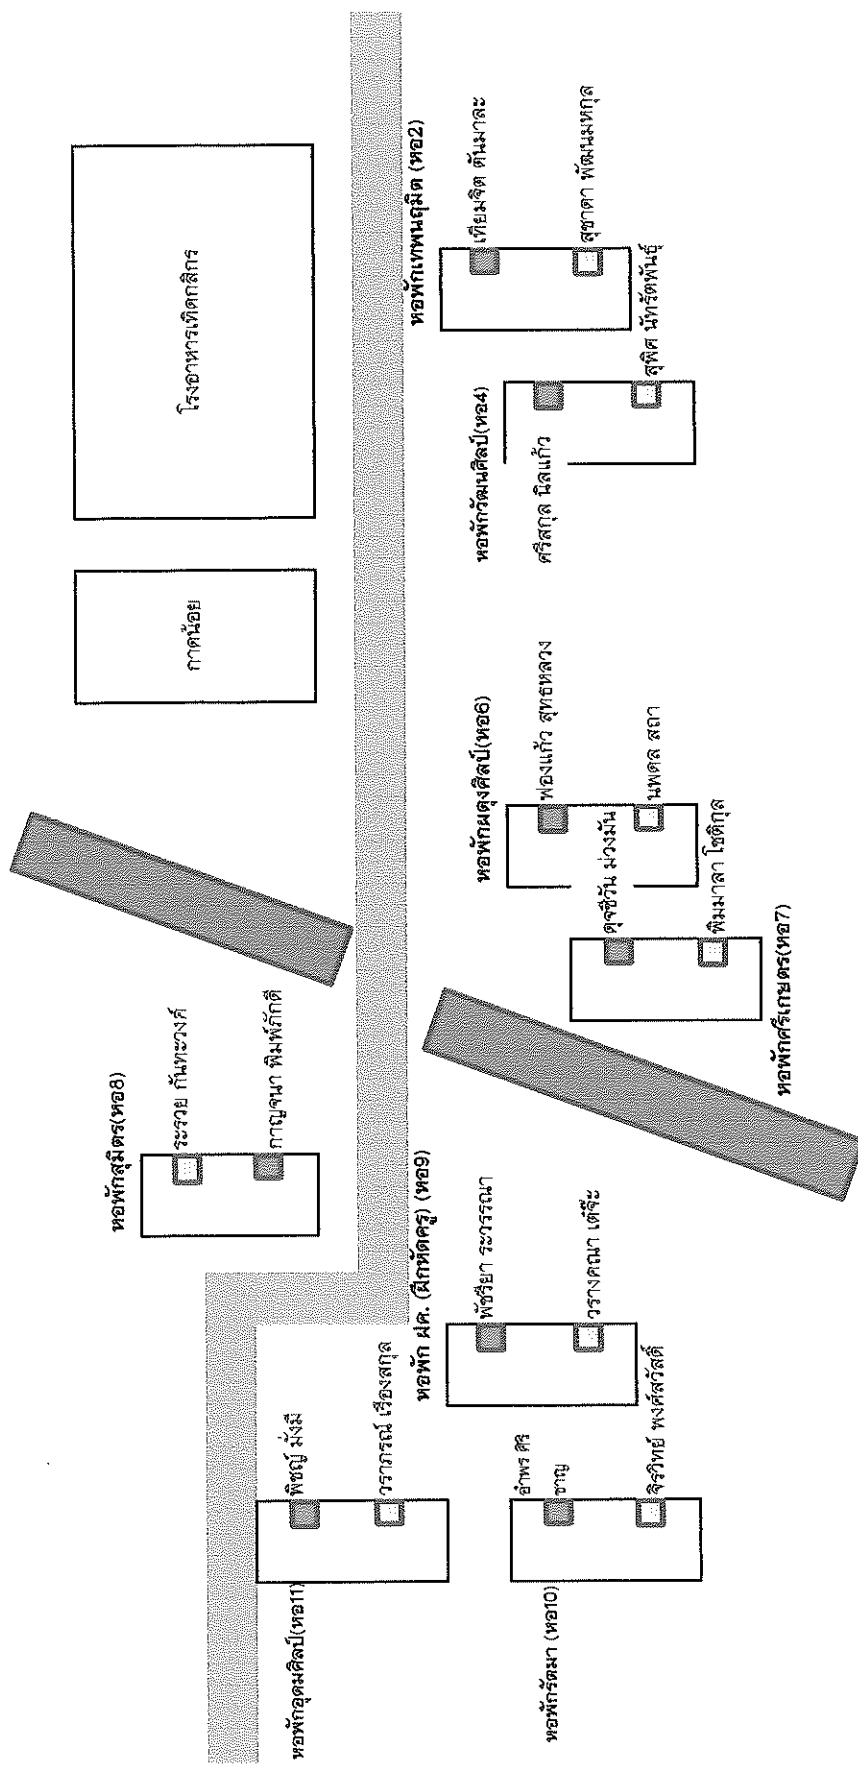 โรงอาหารเทิดกสิกร
กาดน้อย
หอพักสุมิตร(หอ8)
ระรวย กันทะวงค์
กาญจนา พิมพ์ภักดี
หอพักอุดมศิลป์(หอ11)
พิชญ์ มั่งมี
วราภรณ์ เรืองสกุล
หอพัก ฝค. (ฝึกหัดครู) (หอ9)
พัชรียา ระวรรณา
วรางคณา เต๋จ๊ะ
หอพักรัตมา (หอ10)
อำพร ศรี
ชาญ
จิรวิทย์ พงศ์สวัสดิ์
หอพักศรีเกษตร(หอ7)
ดุจชีวัน ม่วงมัน
พิมมาลา โชติกุล
หอพักผดุงศิลป์(หอ6)
ฟองแก้ว สุทธหลวง
นพดล สถา
หอพักวัฒนศิลป์(หอ4)
ศรีสกุล นิลแก้ว
สุพิศ นัทธัตพันธุ์
หอพักเทพนฤมิต (หอ2)
เทียมจิต ตันมาละ
สุชาดา พัฒนมหกุล